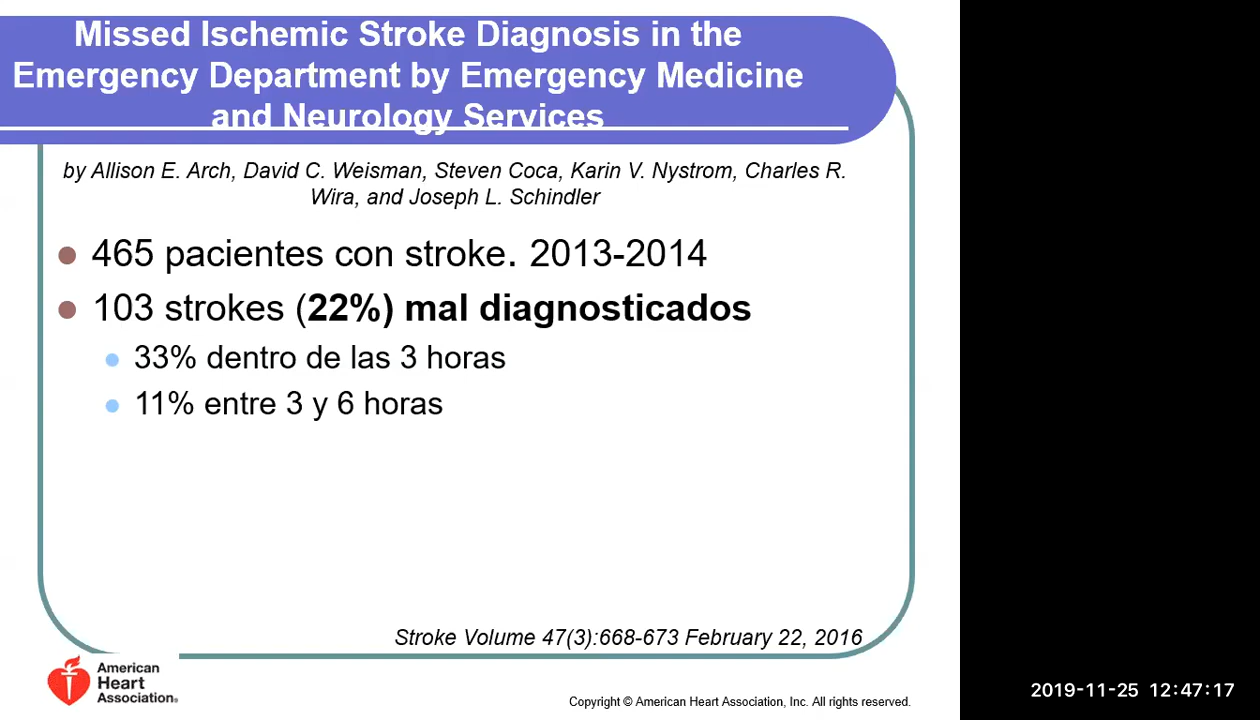 Missed Ischemic Stroke Diagnosis in the
Emergency Department by Emergency Medicine
and Neurology Services
by Allison E. Arch, David C. Weisman, Steven Coca, Karin V. Nystrom, Charles R.
Wira, and Joseph L. Schindler
465 pacientes con stroke. 2013-2014
103 strokes (22%) mal diagnosticados
33% dentro de las 3 horas
11% entre 3 y 6 horas
Stroke Volume 47(3):668-673 February 22, 2016
American
Heart
Association®
Copyright © American Heart Association, Inc. All rights reserved.
2019-11-25 12:47:17